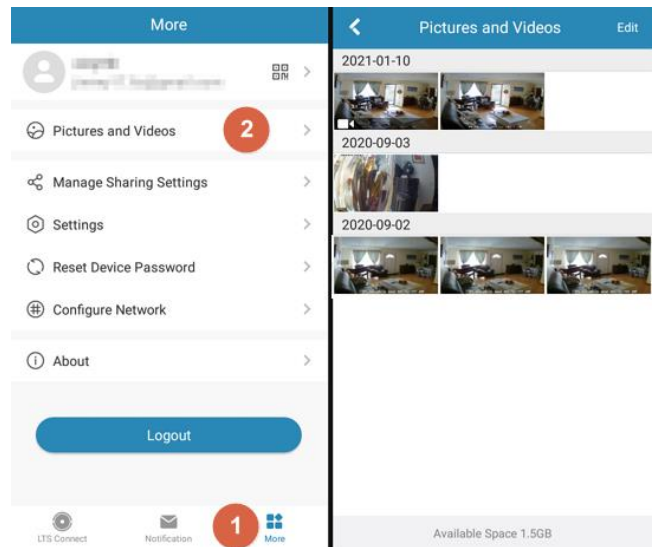 More
Pictures and Videos
2
Manage Sharing Settings
Settings
Reset Device Password
Configure Network
About
Logout
LTS Connect
Notification
1
More
Pictures and Videos
Edit
2021-01-10
2020-09-03
2020-09-02
Available Space 1.5GB